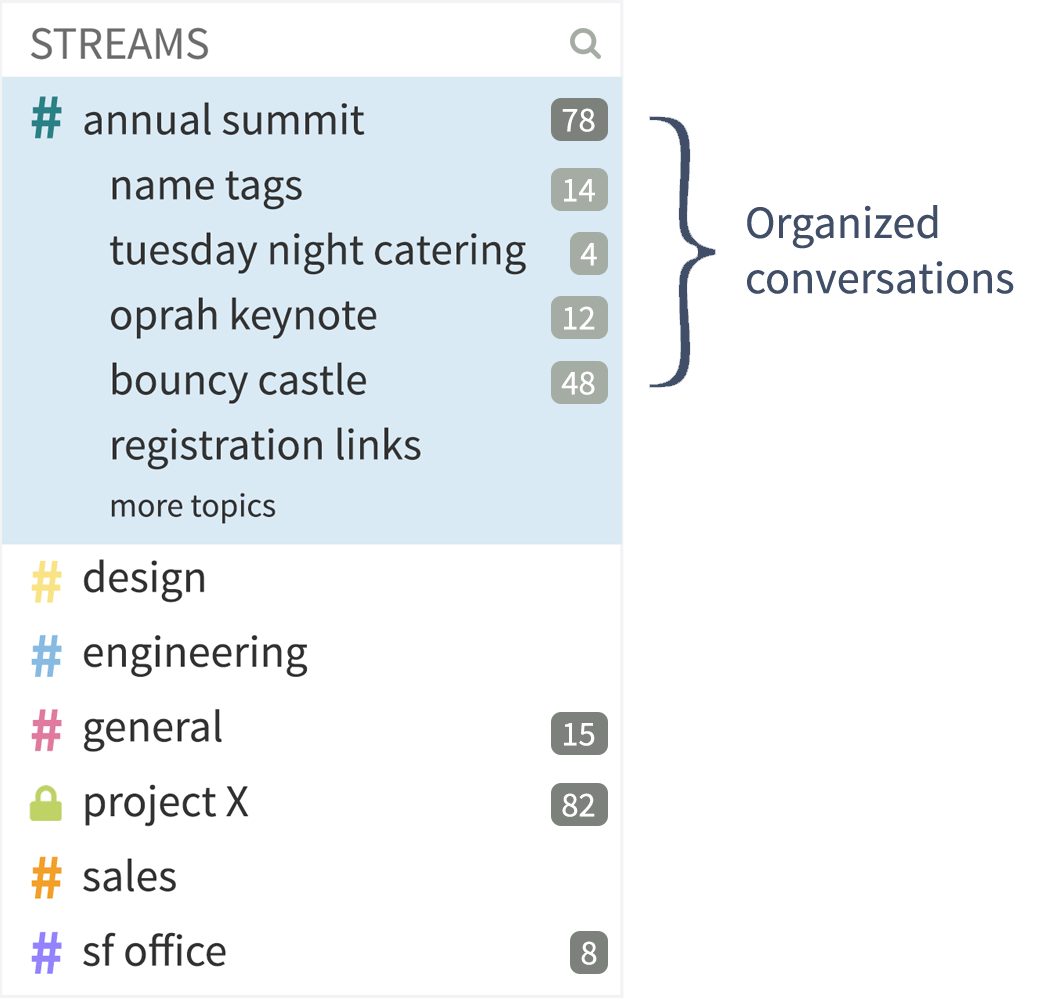 STREAMS
# annual summit 78
name tags 14
tuesday night catering 4
oprah keynote 12
bouncy castle 48
registration links
more topics
# design
# engineering
# general 15
project X 82
# sales
# sf office 8
Organized
conversations